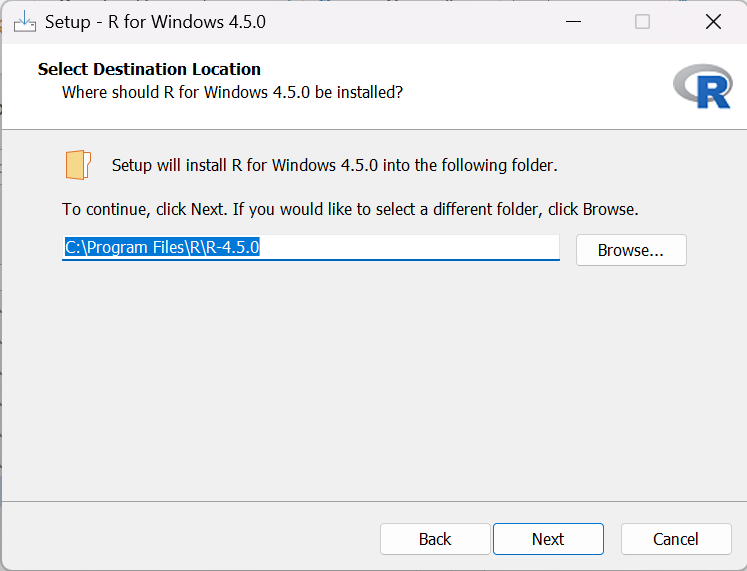 Setup - R for Windows 4.5.0
Select Destination Location
Where should R for Windows 4.5.0 be installed?
R
Setup will install R for Windows 4.5.0 into the following folder.
To continue, click Next. If you would like to select a different folder, click Browse.
C:\Program Files\R\R-4.5.0
Browse...
Back
Next
Cancel